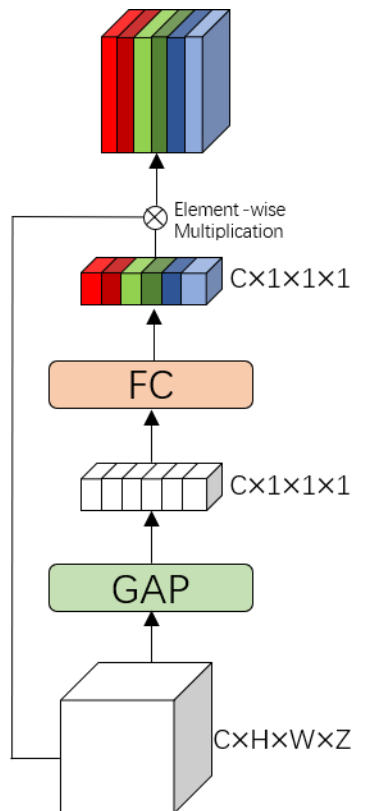 Element-wise
Multiplication
C×1×1×1
FC
C×1×1×1
GAP
C×H×W×Z